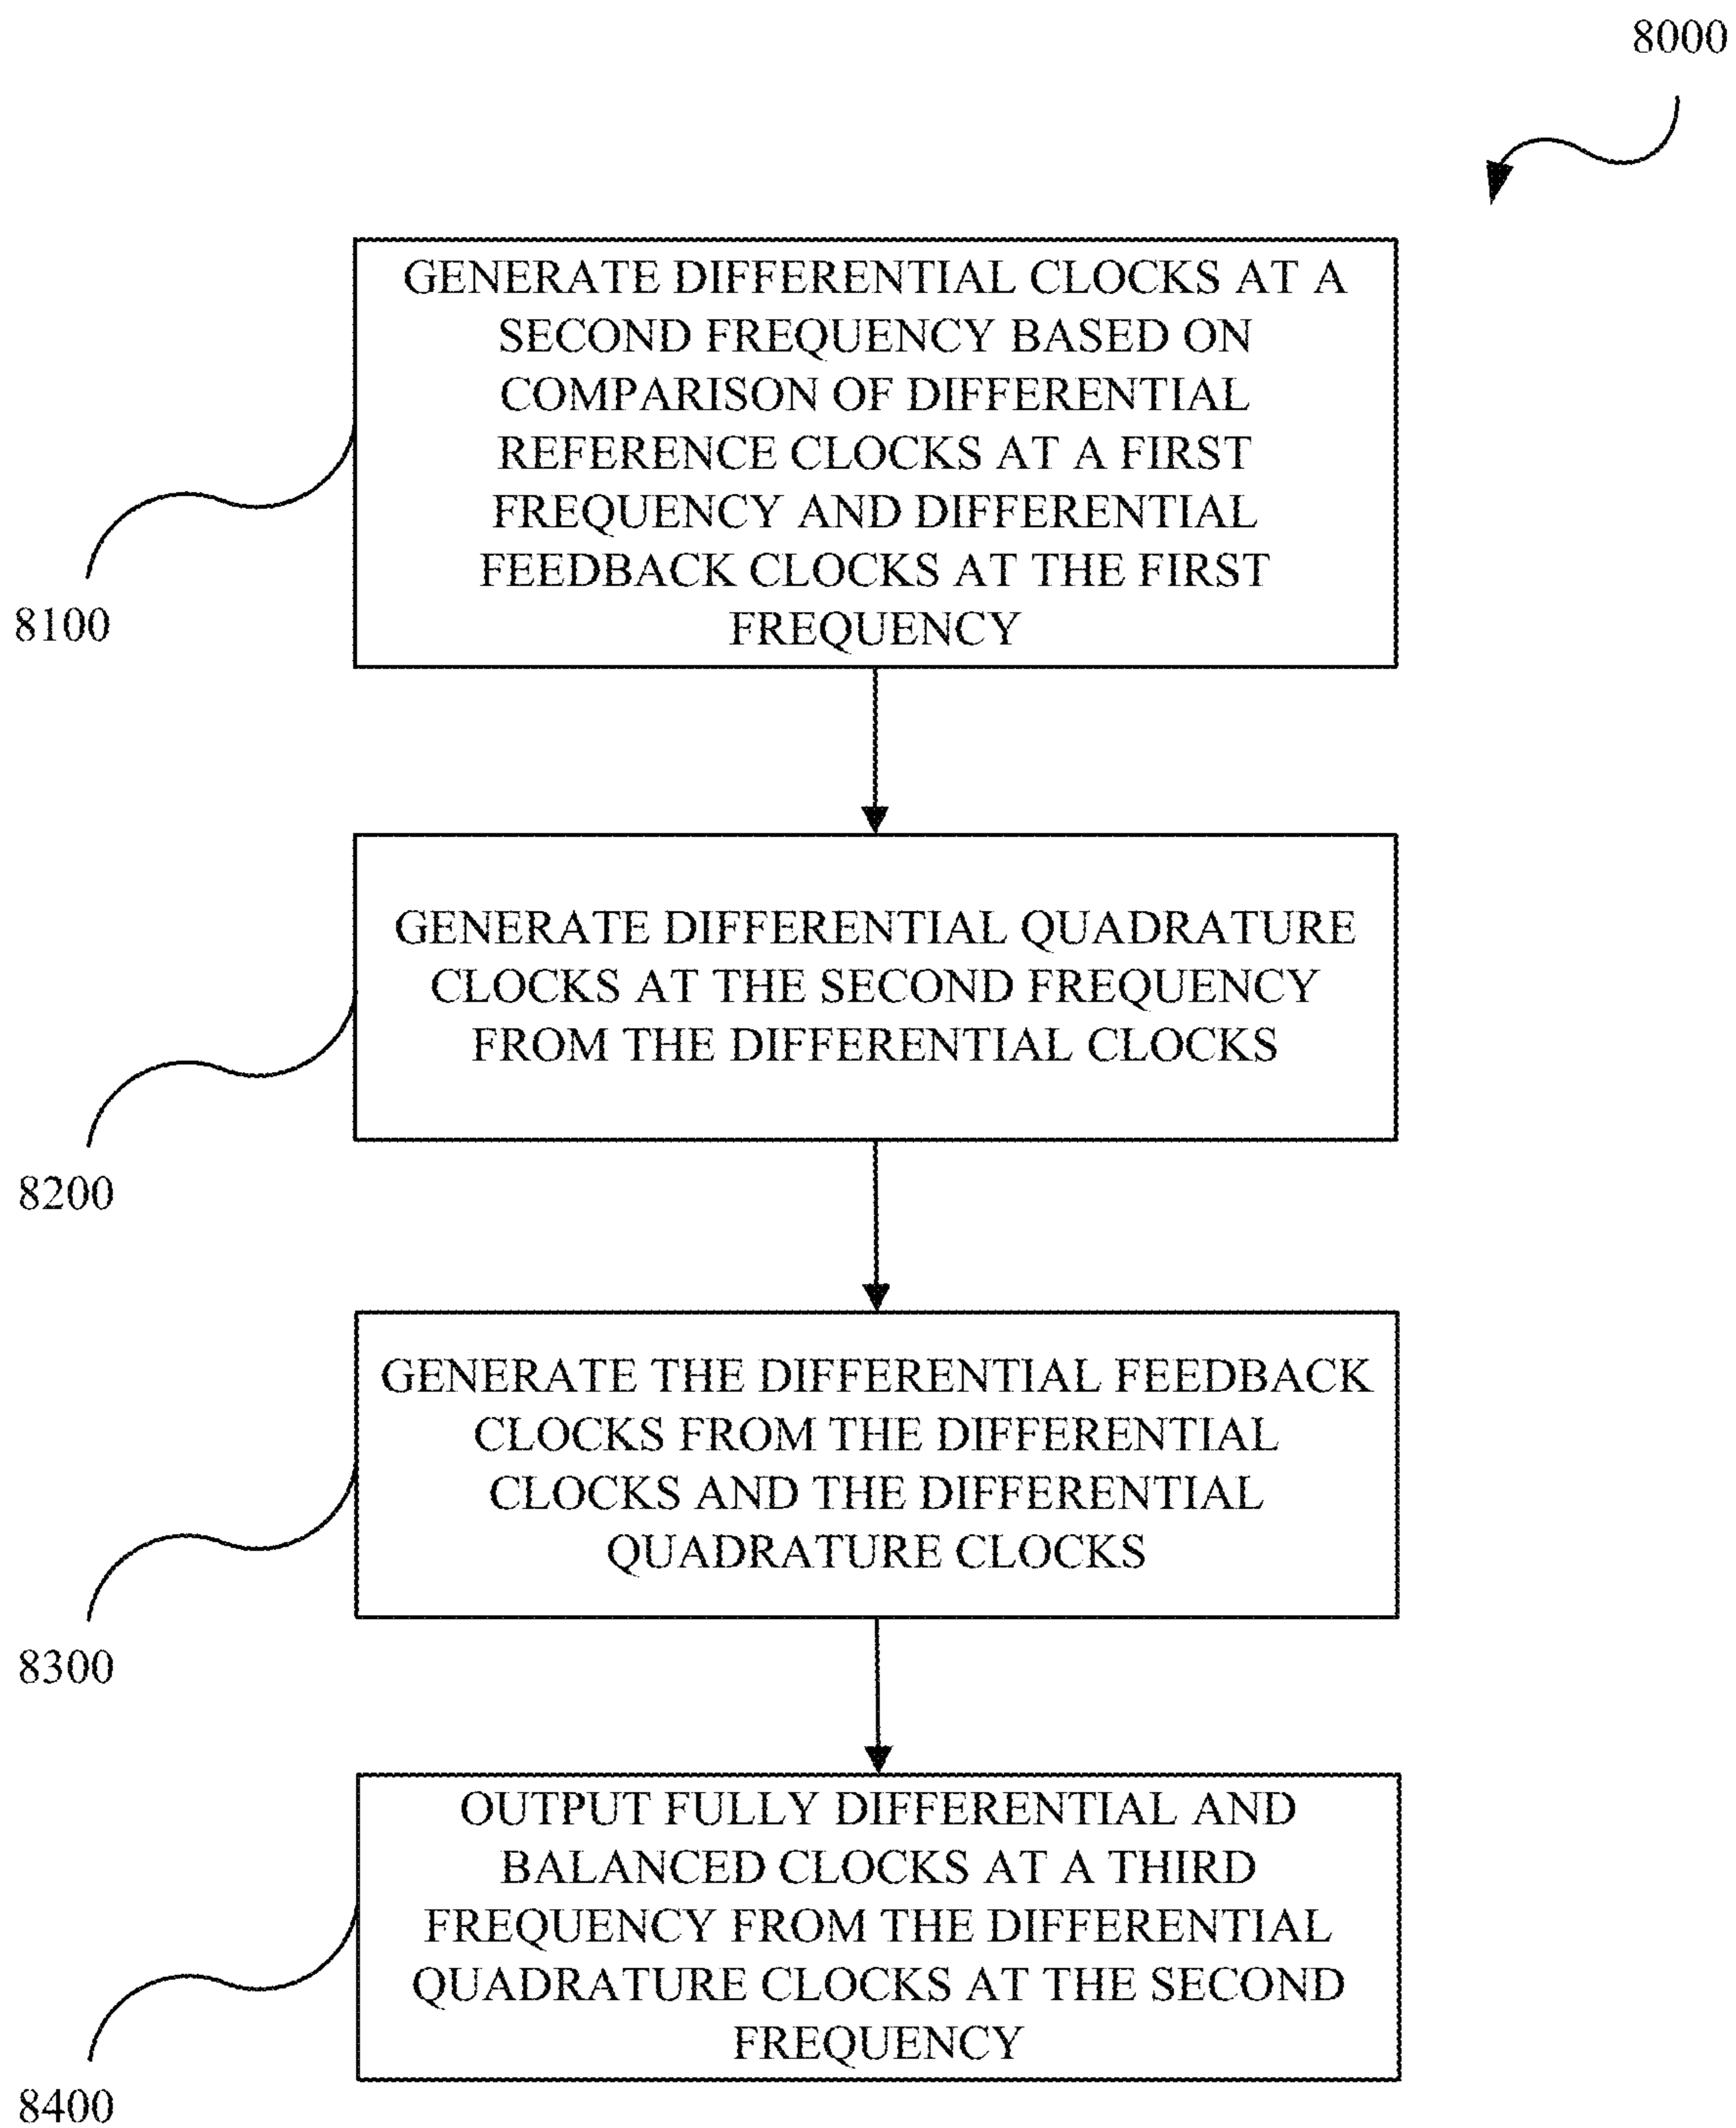 8000
GENERATE DIFFERENTIAL CLOCKS AT A
SECOND FREQUENCY BASED ON
COMPARISON OF DIFFERENTIAL
REFERENCE CLOCKS AT A FIRST
FREQUENCY AND DIFFERENTIAL
FEEDBACK CLOCKS AT THE FIRST
FREQUENCY
8100
GENERATE DIFFERENTIAL QUADRATURE
CLOCKS AT THE SECOND FREQUENCY
FROM THE DIFFERENTIAL CLOCKS
8200
GENERATE THE DIFFERENTIAL FEEDBACK
CLOCKS FROM THE DIFFERENTIAL
CLOCKS AND THE DIFFERENTIAL
QUADRATURE CLOCKS
8300
OUTPUT FULLY DIFFERENTIAL AND
BALANCED CLOCKS AT A THIRD
FREQUENCY FROM THE DIFFERENTIAL
QUADRATURE CLOCKS AT THE SECOND
FREQUENCY
8400